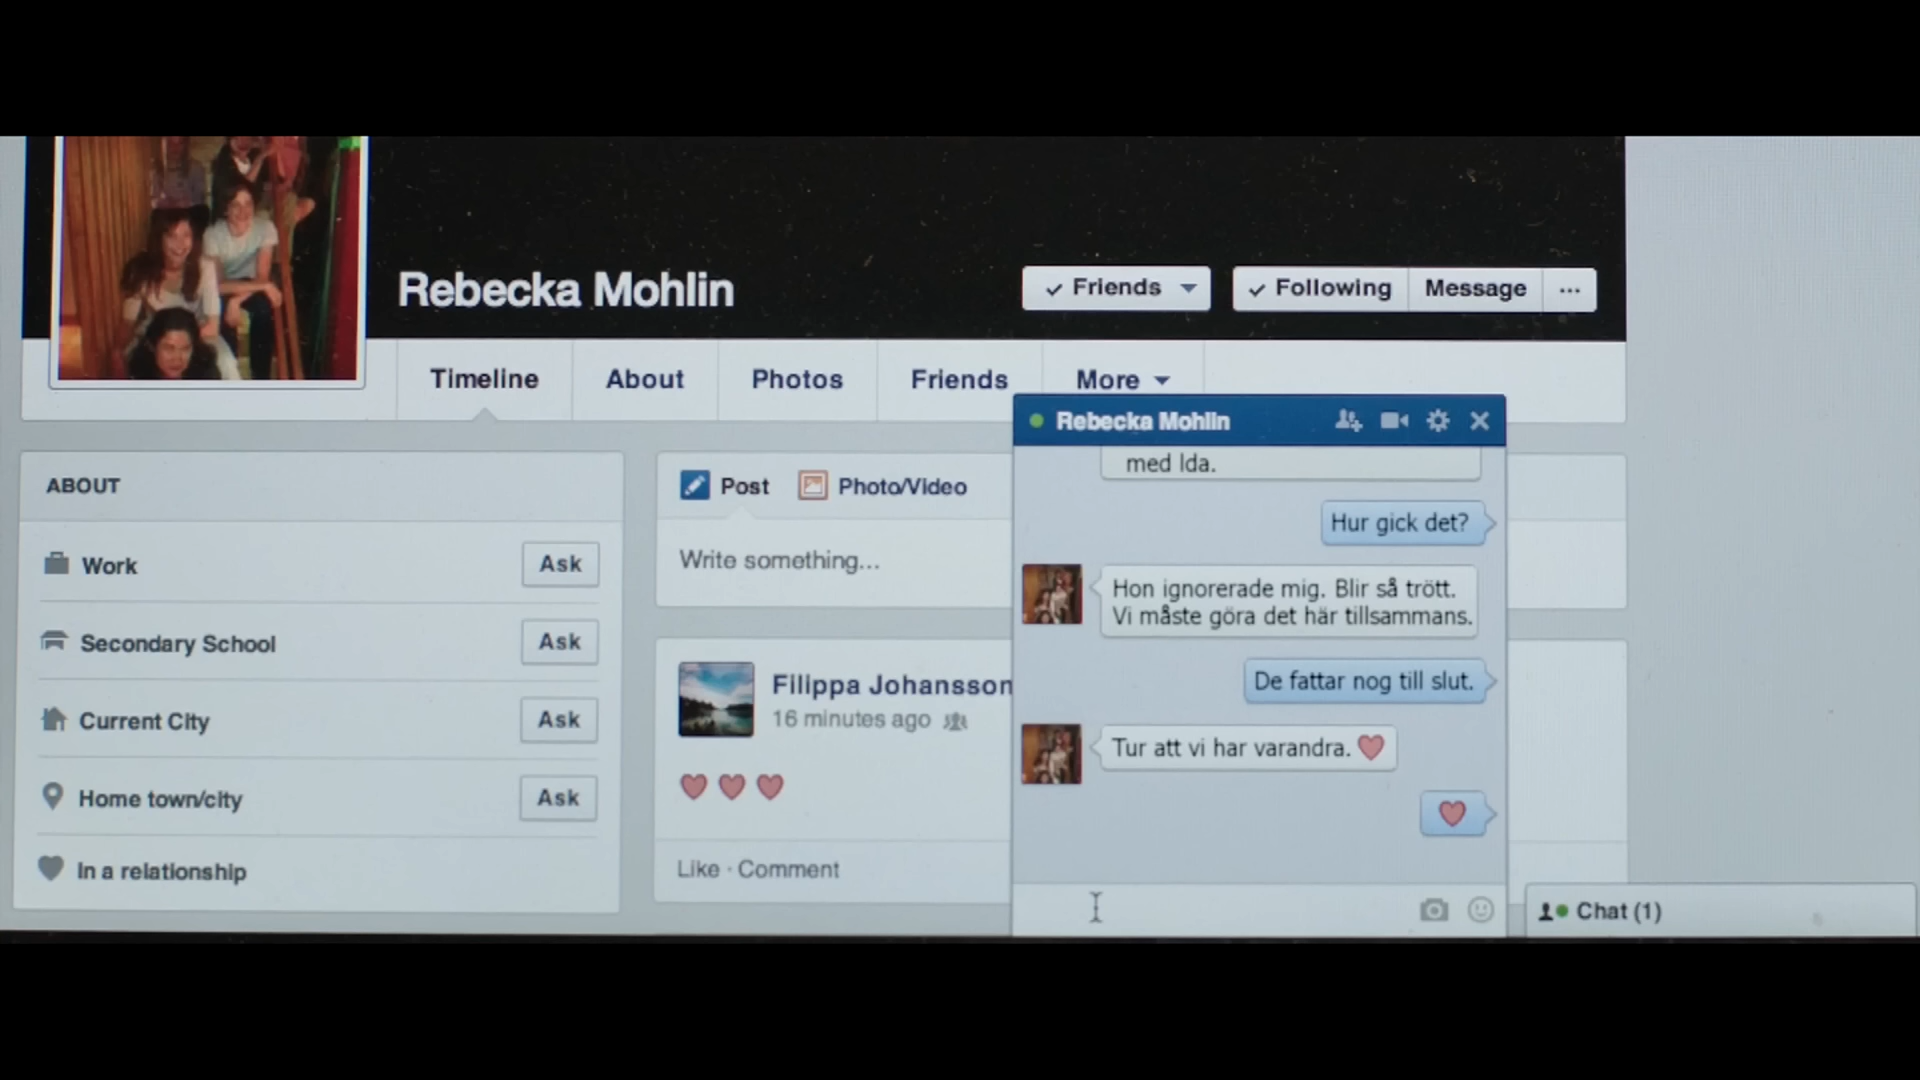 Rebecka Mohlin
Friends
Following
Message
...
Timeline
About
Photos
Friends
More
ABOUT
Work
Ask
Secondary School
Ask
Current City
Ask
Home town/city
Ask
In a relationship
Post
Photo/Video
Write something...
Filippa Johansson
16 minutes ago
Like · Comment
Rebecka Mohlin
med Ida.
Hur gick det?
Hon ignorerade mig. Blir så trött.
Vi måste göra det här tillsammans.
De fattar nog till slut.
Tur att vi har varandra.
Chat (1)